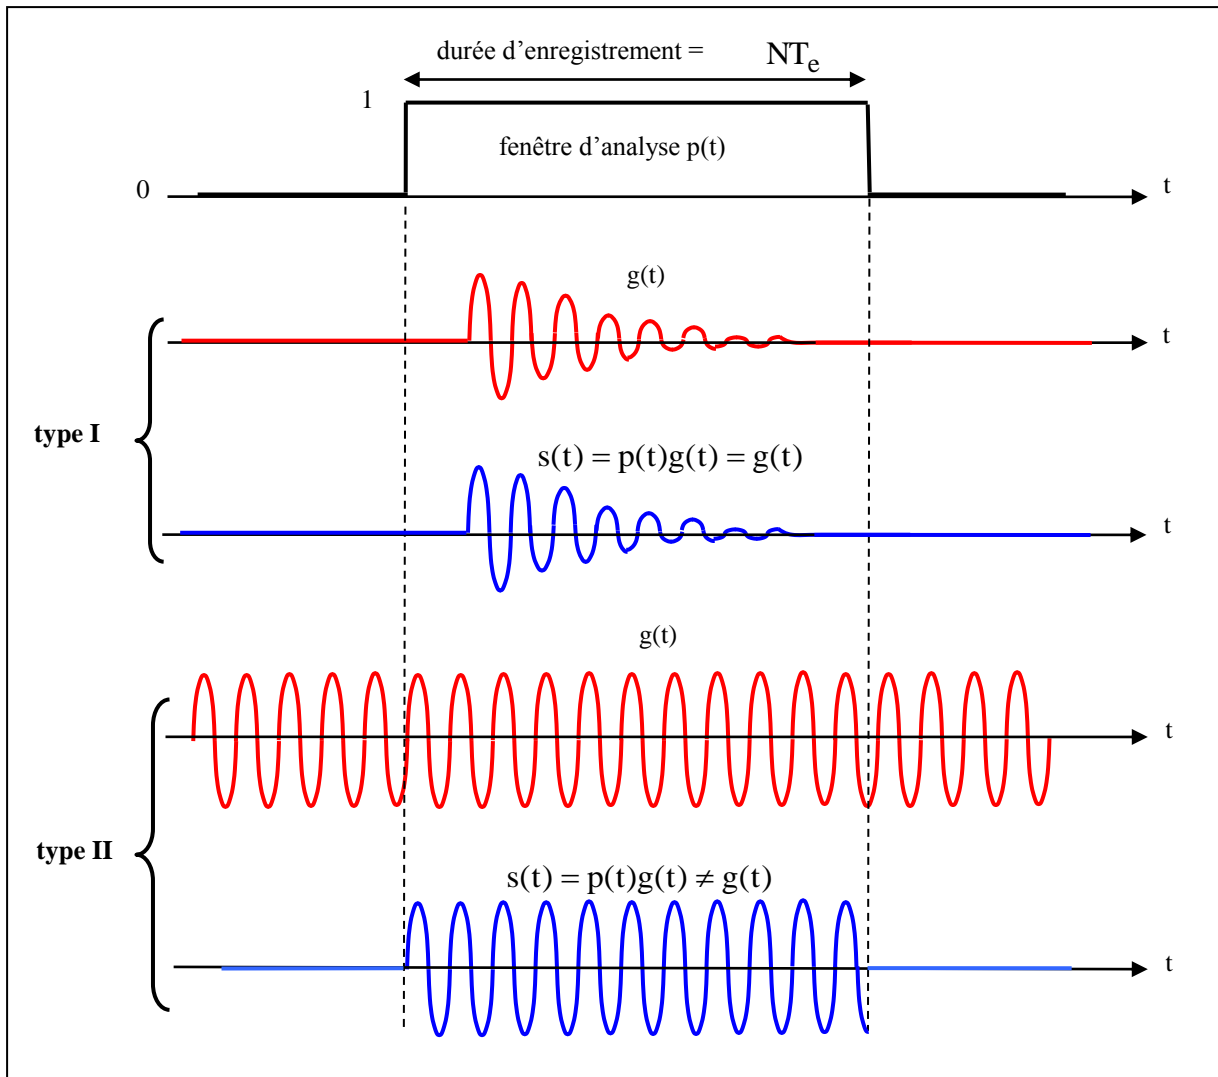 durée d'enregistrement = NTₑ
1
fenêtre d'analyse p(t)
0
t
g(t)
t
type I
s(t) = p(t)g(t) = g(t)
t
g(t)
t
type II
s(t) = p(t)g(t) ≠ g(t)
t